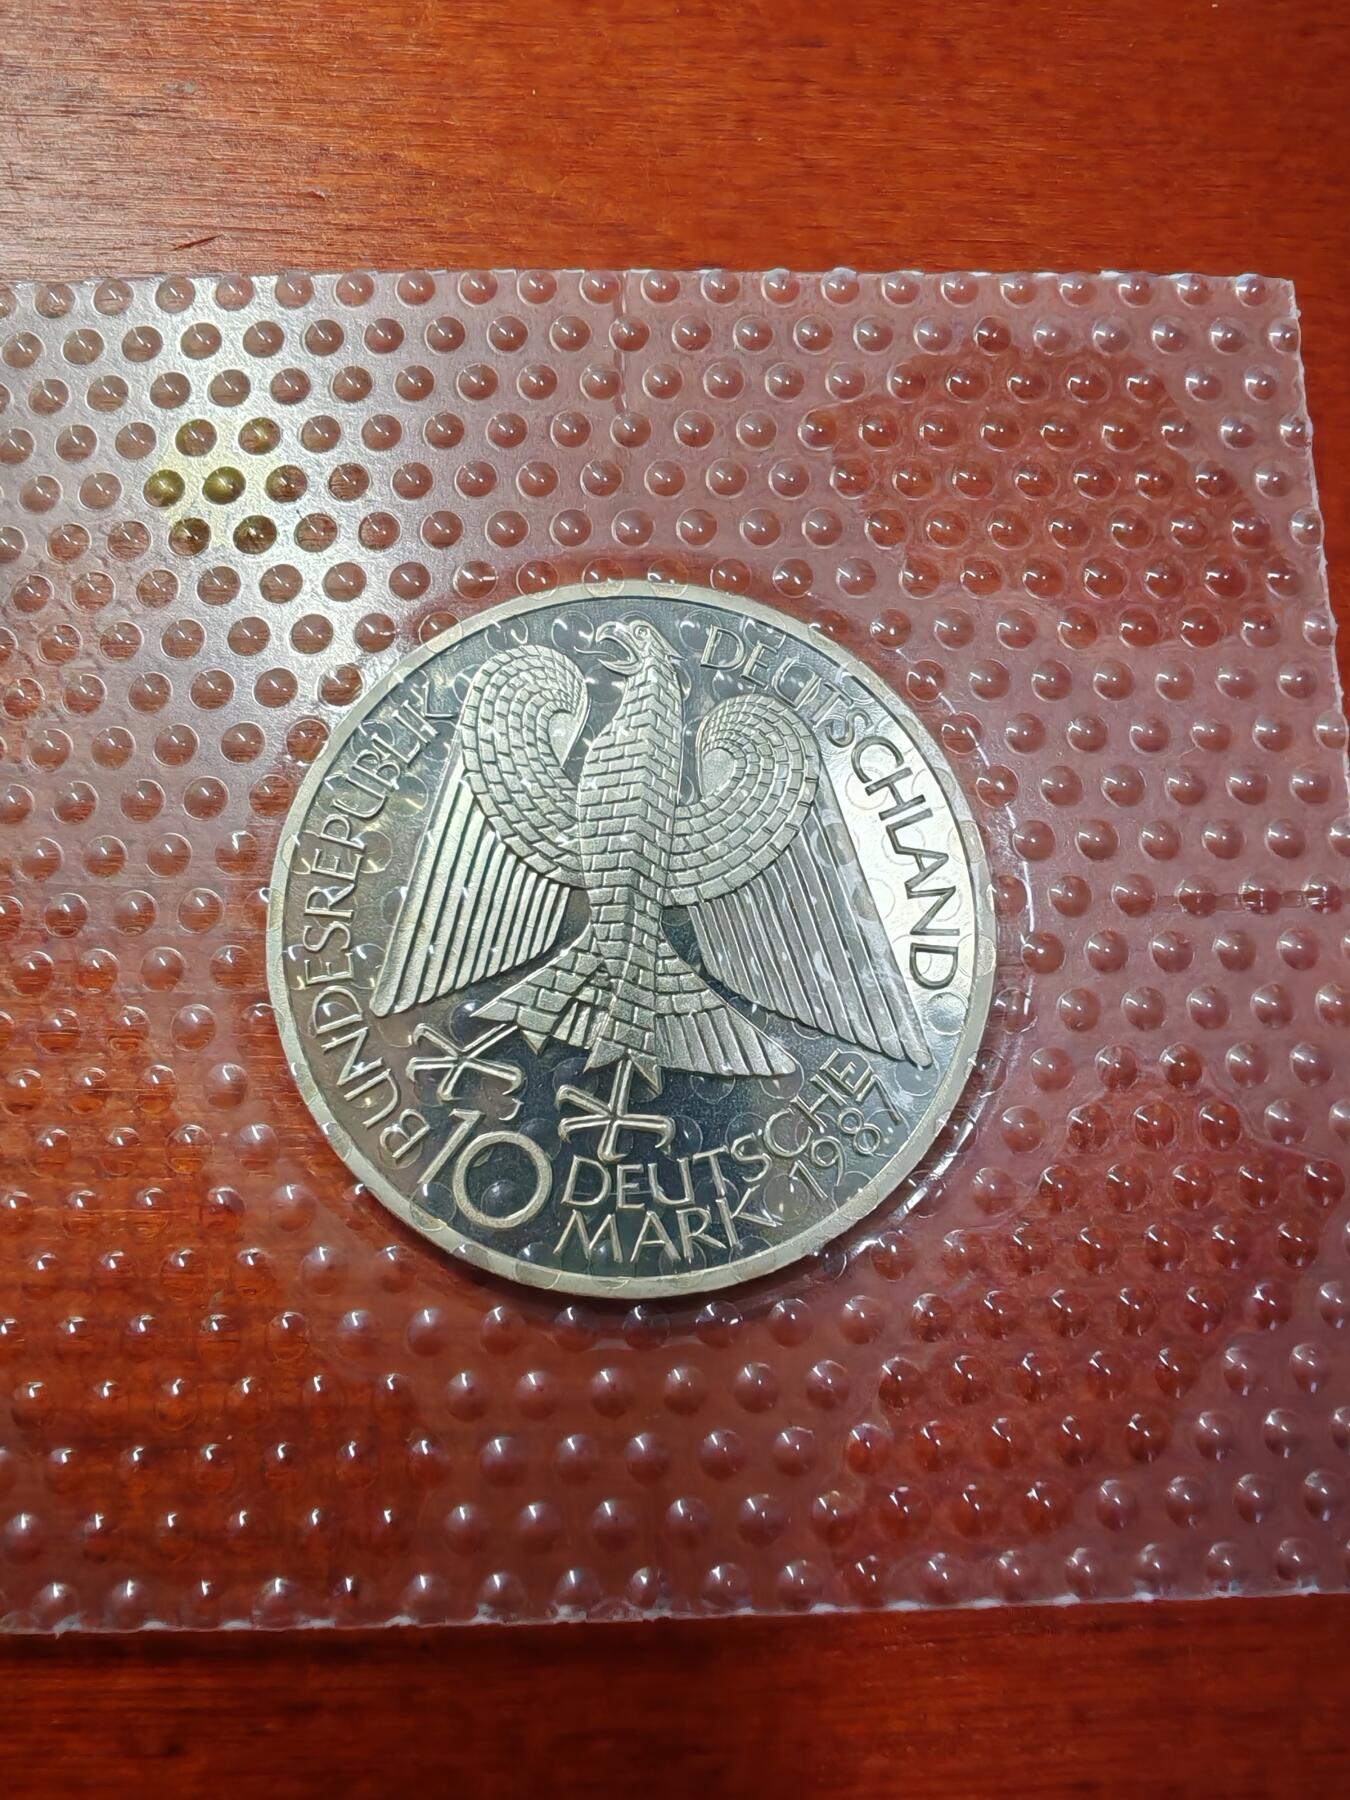 BUNDESREPUBLIK DEUTSCHLAND
10 DEUTSCHE
MARK
1987